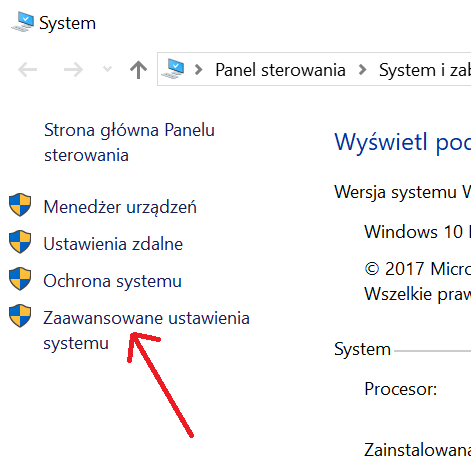 System
Panel sterowania
System i zab
Strona główna Panelu
sterowania
Menedżer urządzeń
Ustawienia zdalne
Ochrona systemu
Zaawansowane ustawienia
systemu
Wyświetl pod
Wersja systemu W
Windows 10
© 2017 Micro
Wszelkie praw
System
Procesor:
Zainstalowana